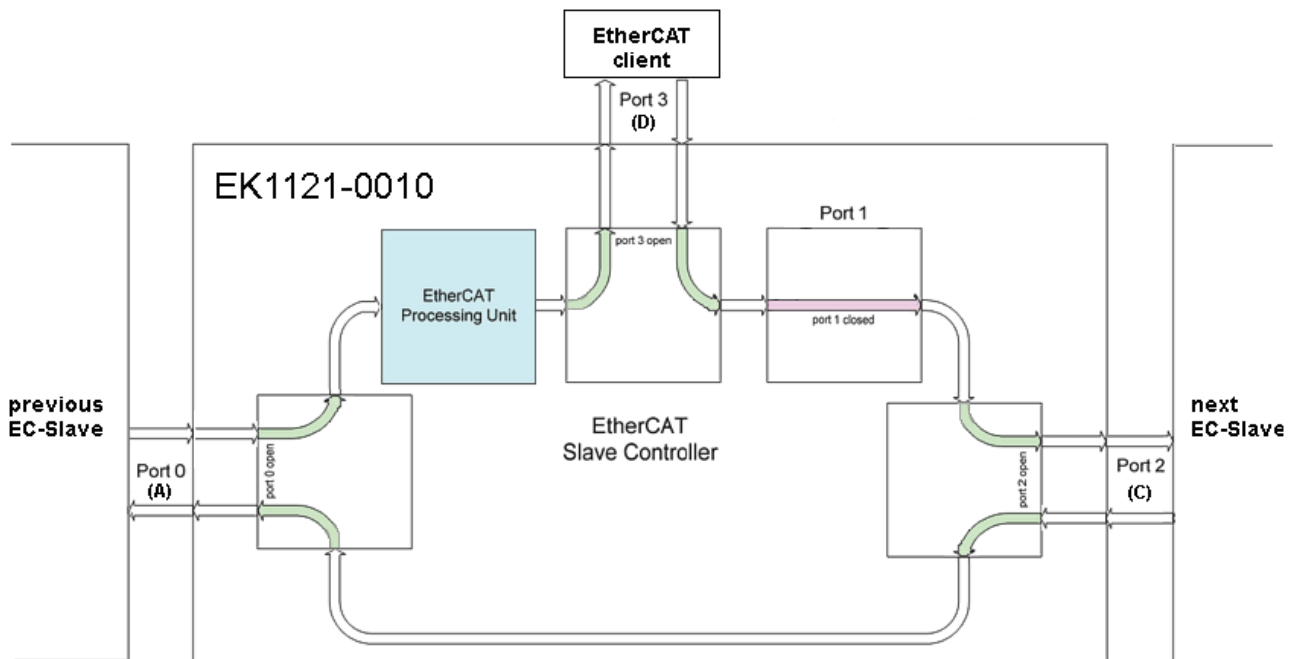 EtherCAT
client
Port 3
(D)
EK1121-0010
Port 1
port 3 open
EtherCAT
Processing Unit
port 1 closed
previous
EC-Slave
next
EC-Slave
EtherCAT
Slave Controller
port 0 open
Port 0
(A)
port 2 open
Port 2
(C)